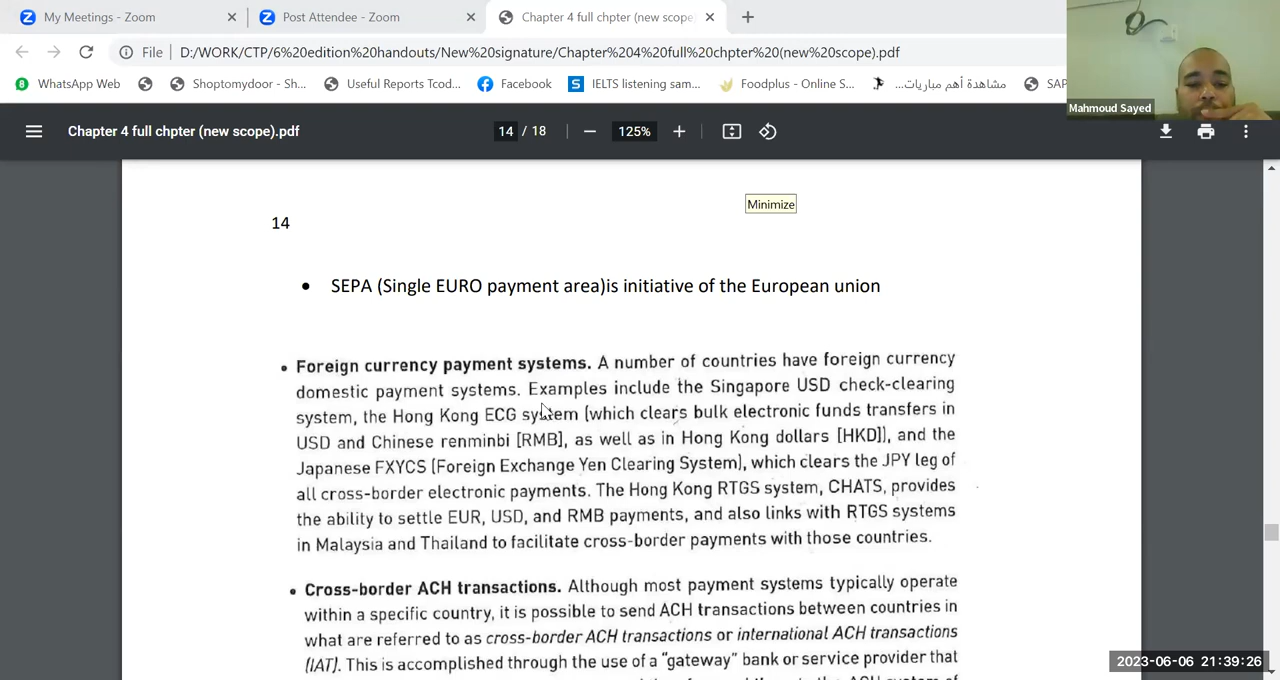 My Meetings - Zoom
Post Attendee - Zoom
Chapter 4 full chpter (new scope
File D:/WORK/CTP/6%20edition%20handouts/New%20signature/Chapter%204%20full%20chpter%20(new%20scope).pdf
WhatsApp Web
Shoptomydoor - Sh...
Useful Reports Tcod...
Facebook
IELTS listening sam...
Foodplus - Online S...
مشاهدة أهم مباريات...
SAP
Mahmoud Sayed
Chapter 4 full chpter (new scope).pdf
14 / 18
125%
Minimize
14
• SEPA (Single EURO payment area)is initiative of the European union
• Foreign currency payment systems. A number of countries have foreign currency
domestic payment systems. Examples include the Singapore USD check-clearing
system, the Hong Kong ECG system (which clears bulk electronic funds transfers in
USD and Chinese renminbi [RMB], as well as in Hong Kong dollars [HKD]), and the
Japanese FXYCS (Foreign Exchange Yen Clearing System), which clears the JPY leg of
all cross-border electronic payments. The Hong Kong RTGS system, CHATS, provides
the ability to settle EUR, USD, and RMB payments, and also links with RTGS systems
in Malaysia and Thailand to facilitate cross-border payments with those countries.
• Cross-border ACH transactions. Although most payment systems typically operate
within a specific country, it is possible to send ACH transactions between countries in
what are referred to as cross-border ACH transactions or international ACH transactions
(IAT). This is accomplished through the use of a "gateway" bank or service provider that
2023-06-06 21:39:26